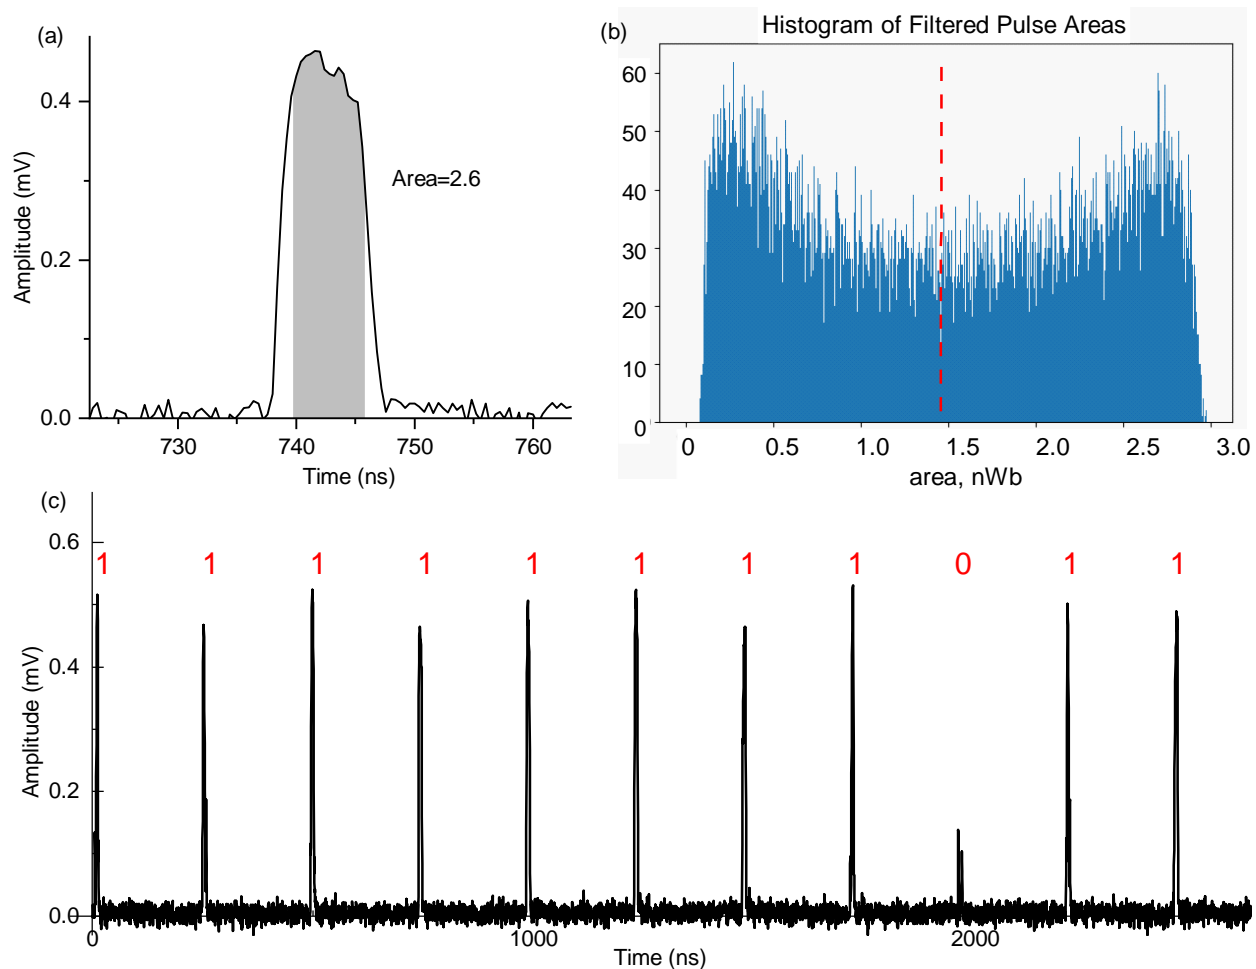 (a)
0.4
0.2
0.0
Amplitude (mV)
Area=2.6
730 740 750 760
Time (ns)
(b)
Histogram of Filtered Pulse Areas
60
50
40
30
20
10
0
0 0.5 1.0 1.5 2.0 2.5 3.0
area, nWb
(c)
0.6
0.4
0.2
0.0
Amplitude (mV)
1 1 1 1 1 1 1 1 0 1 1
0 1000 2000
Time (ns)